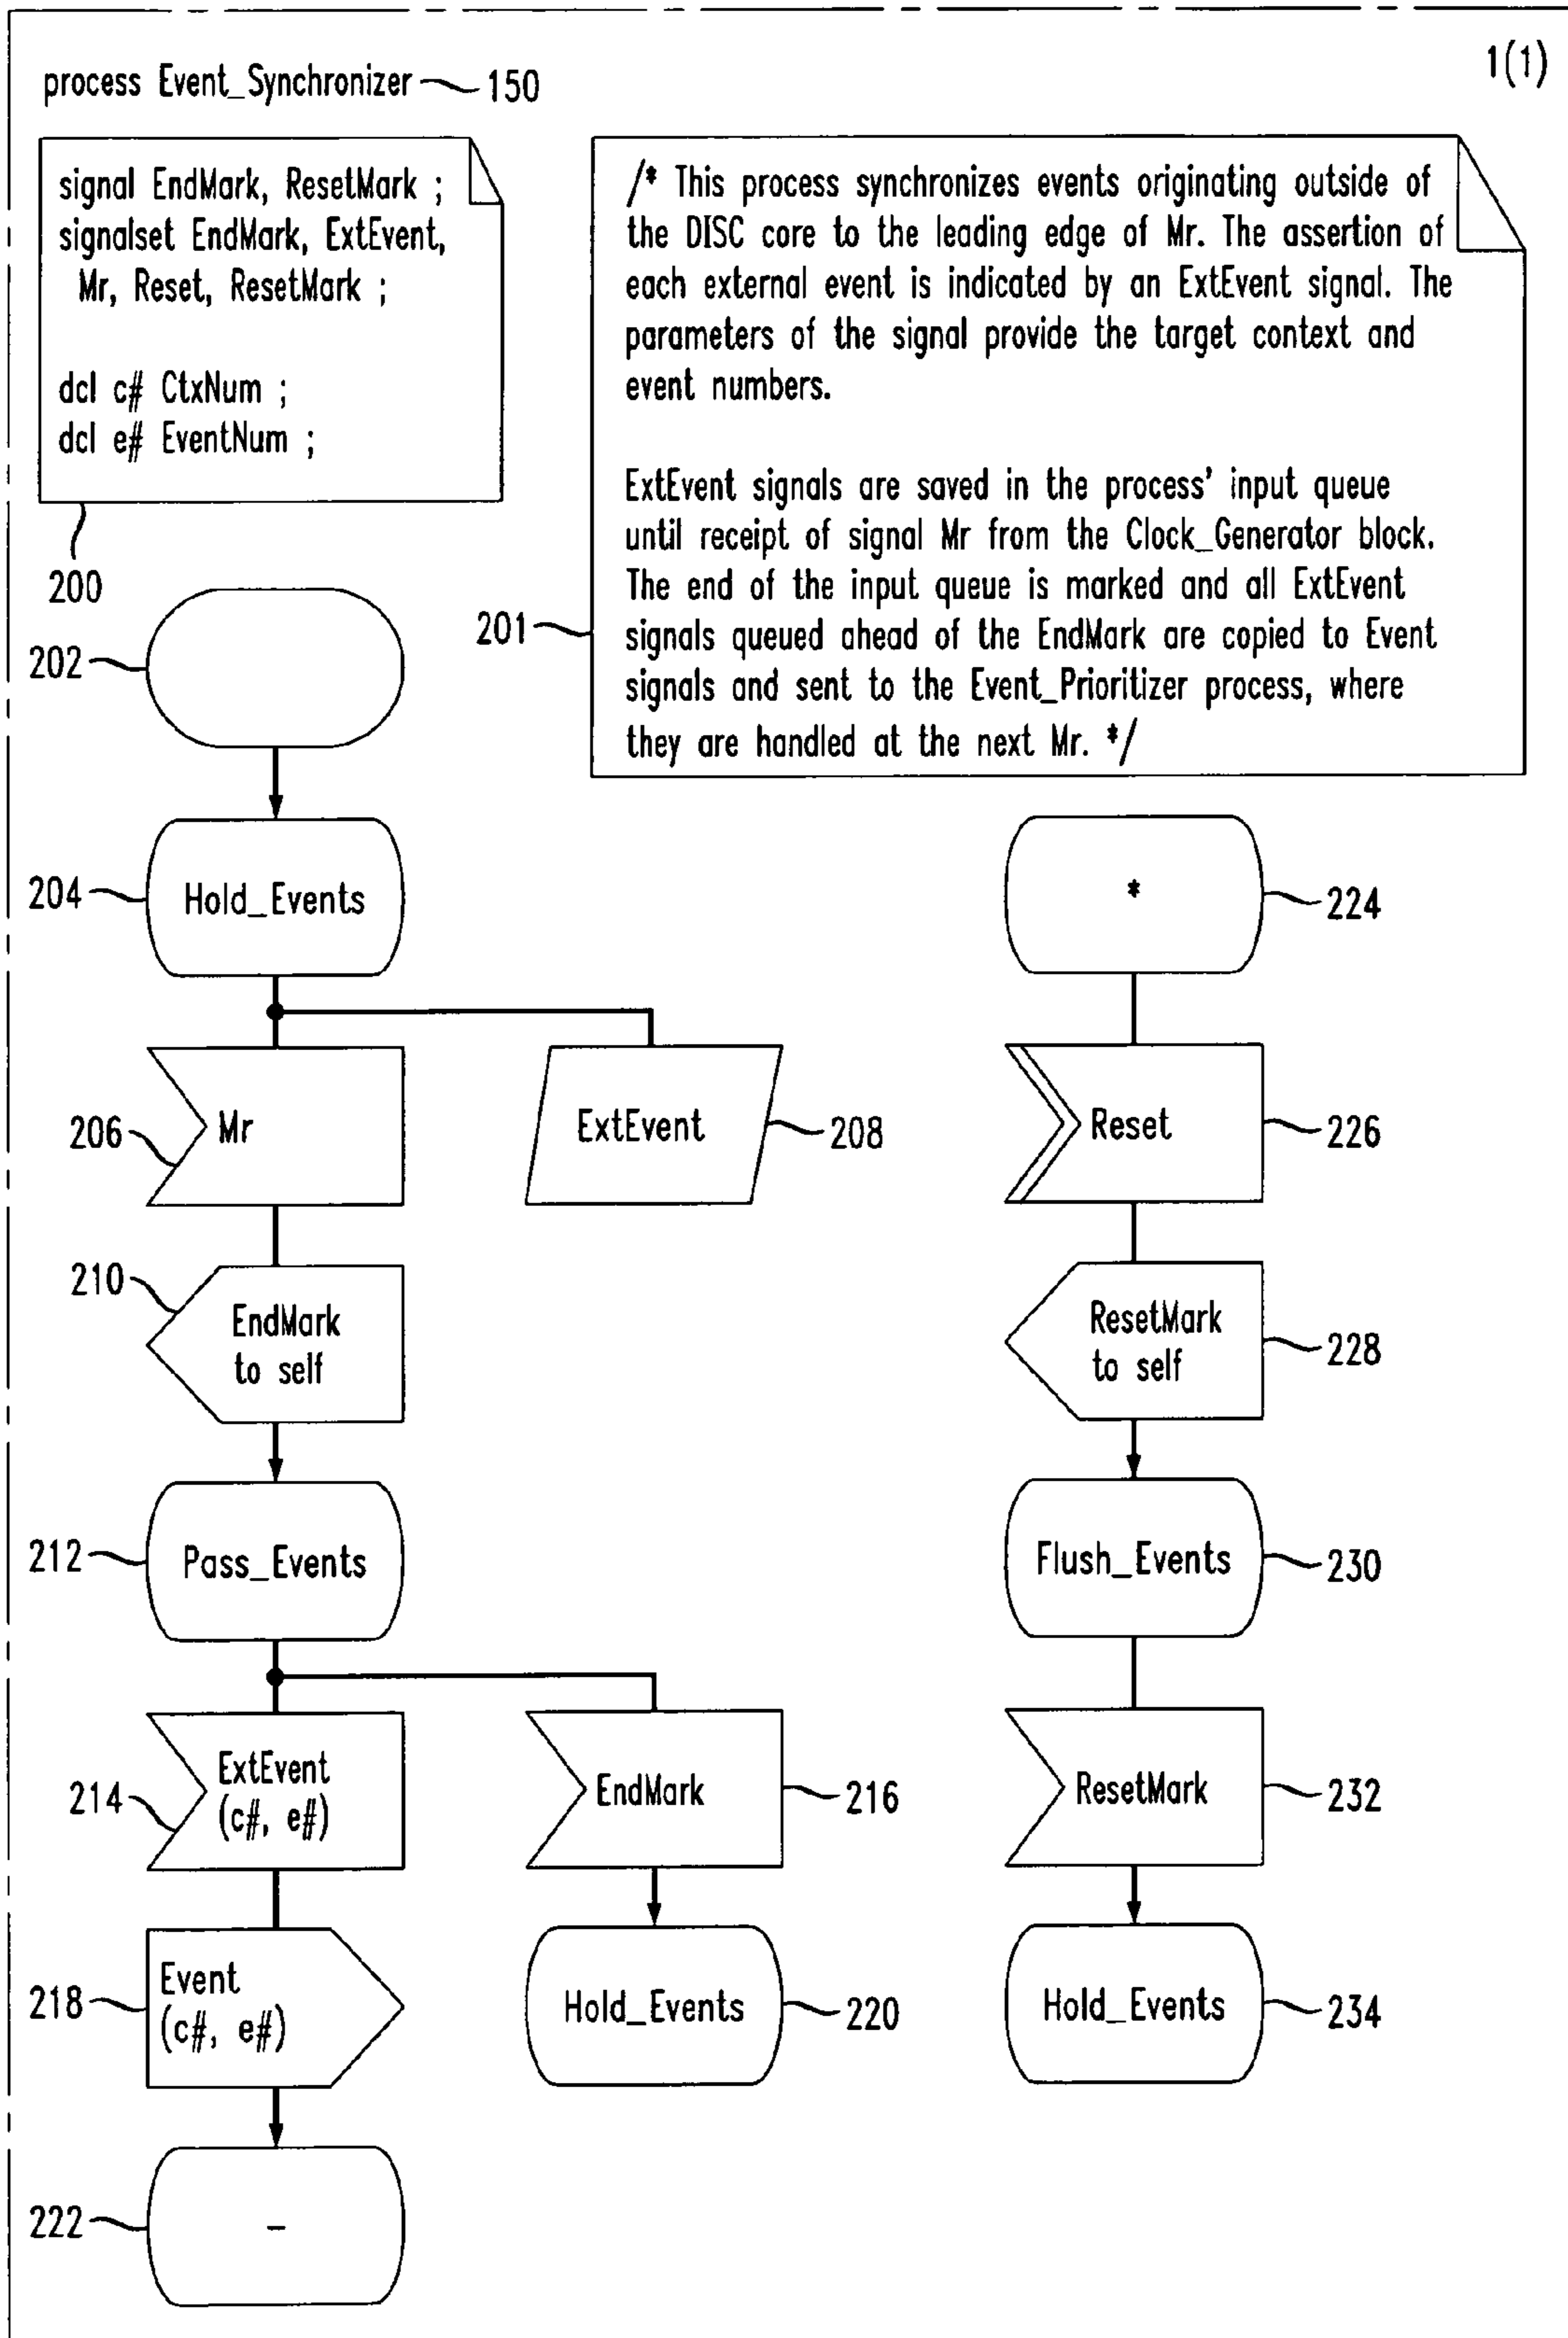 process Event_Synchronizer 150
1(1)
signal EndMark, ResetMark ;
signalset EndMark, ExtEvent,
Mr, Reset, ResetMark ;
dcl c# CtxNum ;
dcl e# EventNum ;
200
/* This process synchronizes events originating outside of
the DISC core to the leading edge of Mr. The assertion of
each external event is indicated by an ExtEvent signal. The
parameters of the signal provide the target context and
event numbers.
ExtEvent signals are saved in the process' input queue
until receipt of signal Mr from the Clock_Generator block.
The end of the input queue is marked and all ExtEvent
signals queued ahead of the EndMark are copied to Event
signals and sent to the Event_Prioritizer process, where
they are handled at the next Mr. */
201
202
204
Hold_Events
*
224
206
Mr
ExtEvent
208
Reset
226
210
EndMark
to self
ResetMark
to self
228
212
Pass_Events
Flush_Events
230
214
ExtEvent
(c#, e#)
EndMark
216
ResetMark
232
218
Event
(c#, e#)
Hold_Events
220
Hold_Events
234
222
–